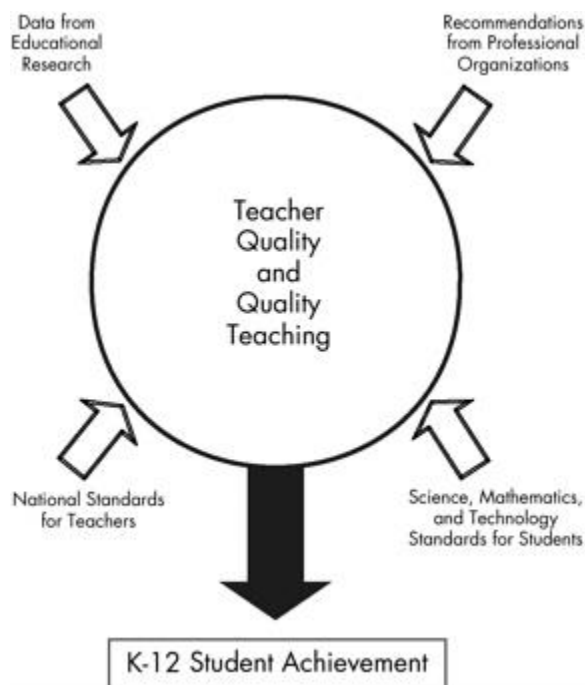 Data from
Educational
Research
Recommendations
from Professional
Organizations
Teacher
Quality
and
Quality
Teaching
National Standards
for Teachers
Science, Mathematics,
and Technology
Standards for Students
K-12 Student Achievement